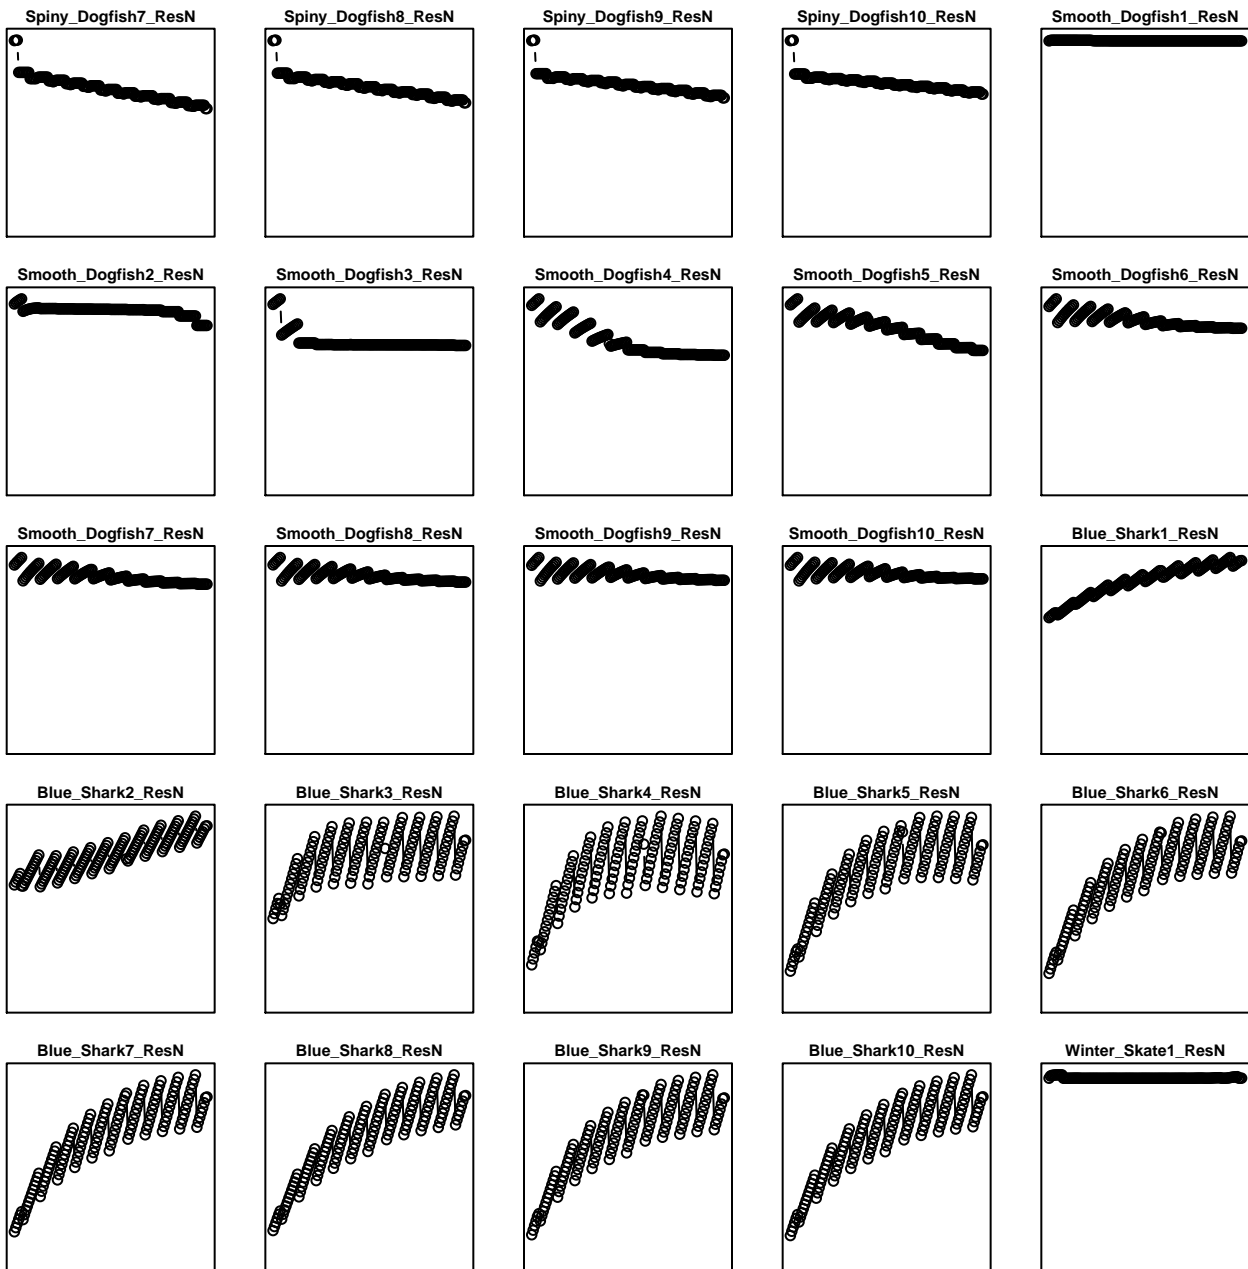 Spiny_Dogfish7_ResN Spiny_Dogfish8_ResN Spiny_Dogfish9_ResN Spiny_Dogfish10_ResN Smooth_Dogfish1_ResN
Smooth_Dogfish2_ResN Smooth_Dogfish3_ResN Smooth_Dogfish4_ResN Smooth_Dogfish5_ResN Smooth_Dogfish6_ResN
Smooth_Dogfish7_ResN Smooth_Dogfish8_ResN Smooth_Dogfish9_ResN Smooth_Dogfish10_ResN Blue_Shark1_ResN
Blue_Shark2_ResN Blue_Shark3_ResN Blue_Shark4_ResN Blue_Shark5_ResN Blue_Shark6_ResN
Blue_Shark7_ResN Blue_Shark8_ResN Blue_Shark9_ResN Blue_Shark10_ResN Winter_Skate1_ResN